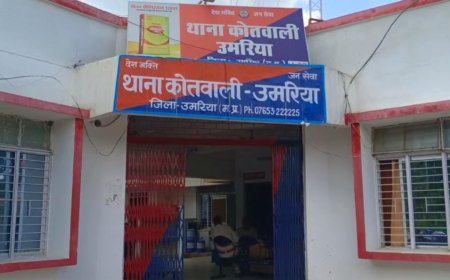 देश भक्ति जन सेवा
थाना कोतवाली
उमरिया
देश भक्ति जन सेवा
थाना कोतवाली - उमरिया
जिला-उमरिया (म.प्र.) Ph.07653-222225